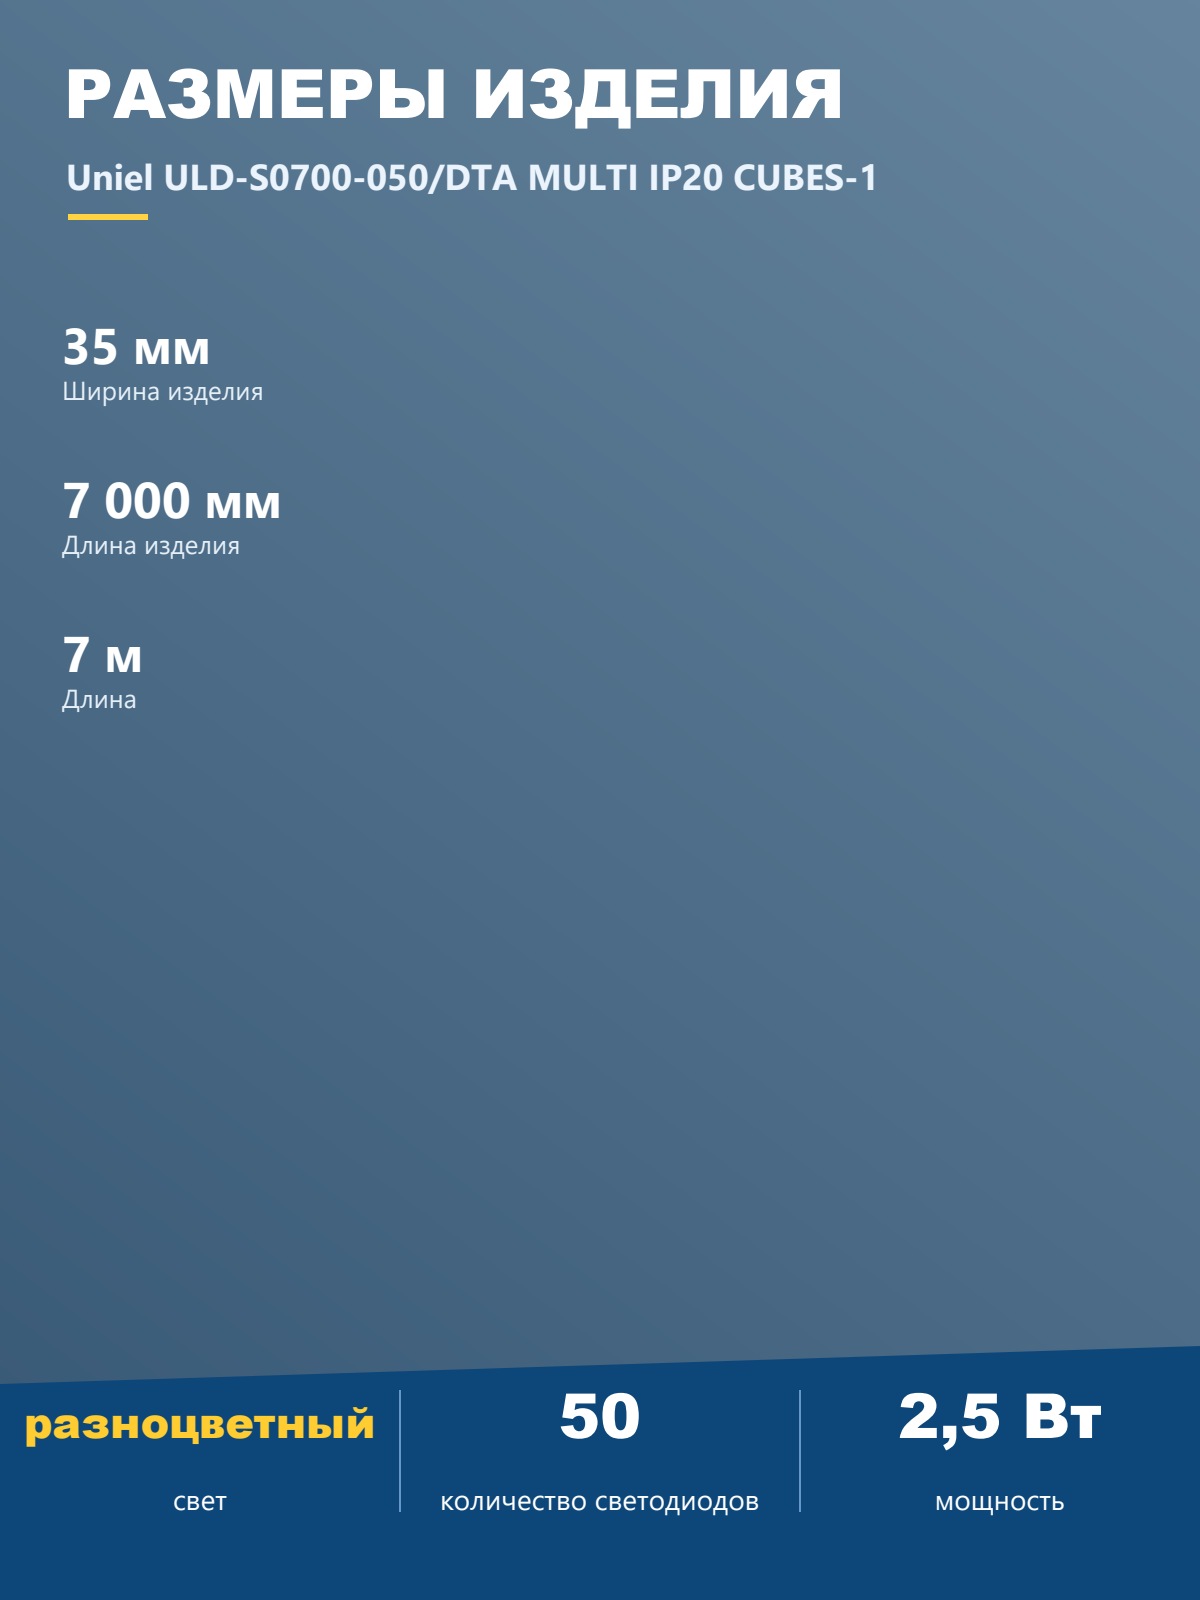 РАЗМЕРЫ ИЗДЕЛИЯ
Uniel ULD-S0700-050/DTA MULTI IP20 CUBES-1
35 мм
Ширина изделия
7 000 мм
Длина изделия
7 м
Длина
разноцветный
свет
50
количество светодиодов
2,5 Вт
мощность